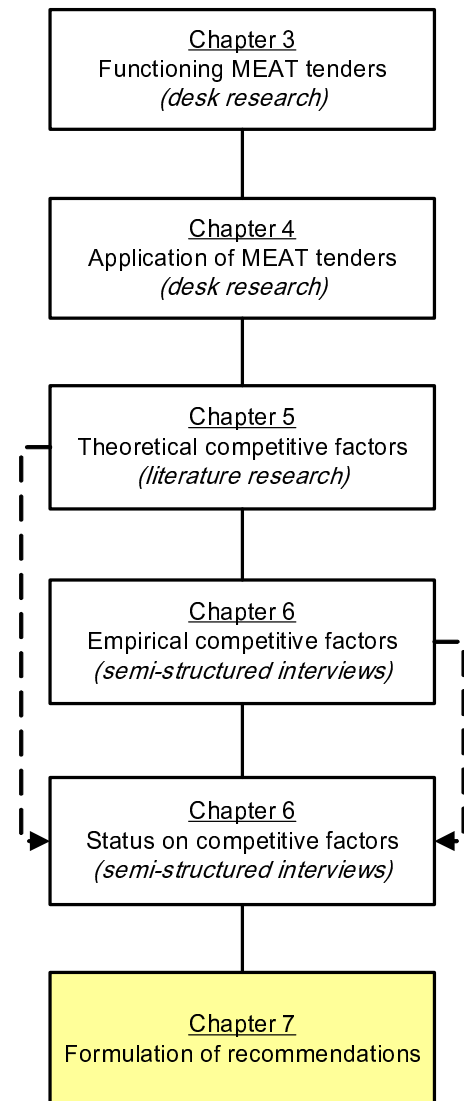 Chapter 3
Functioning MEAT tenders
(desk research)
Chapter 4
Application of MEAT tenders
(desk research)
Chapter 5
Theoretical competitive factors
(literature research)
Chapter 6
Empirical competitive factors
(semi-structured interviews)
Chapter 6
Status on competitive factors
(semi-structured interviews)
Chapter 7
Formulation of recommendations